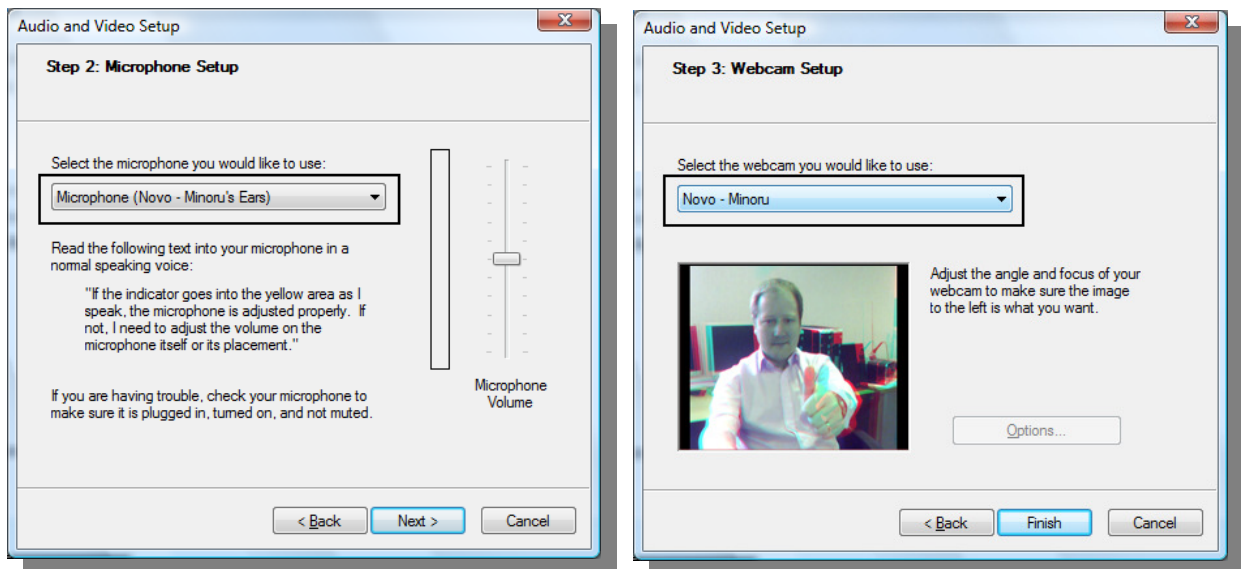 Audio and Video Setup
Step 2: Microphone Setup
Select the microphone you would like to use:
Microphone (Novo - Minoru's Ears)
Read the following text into your microphone in a
normal speaking voice:
"If the indicator goes into the yellow area as I
speak, the microphone is adjusted properly. If
not, I need to adjust the volume on the
microphone itself or its placement."
If you are having trouble, check your microphone to
make sure it is plugged in, turned on, and not muted.
Microphone
Volume
< Back
Next >
Cancel
Audio and Video Setup
Step 3: Webcam Setup
Select the webcam you would like to use:
Novo - Minoru
Adjust the angle and focus of your
webcam to make sure the image
to the left is what you want.
Options...
< Back
Finish
Cancel